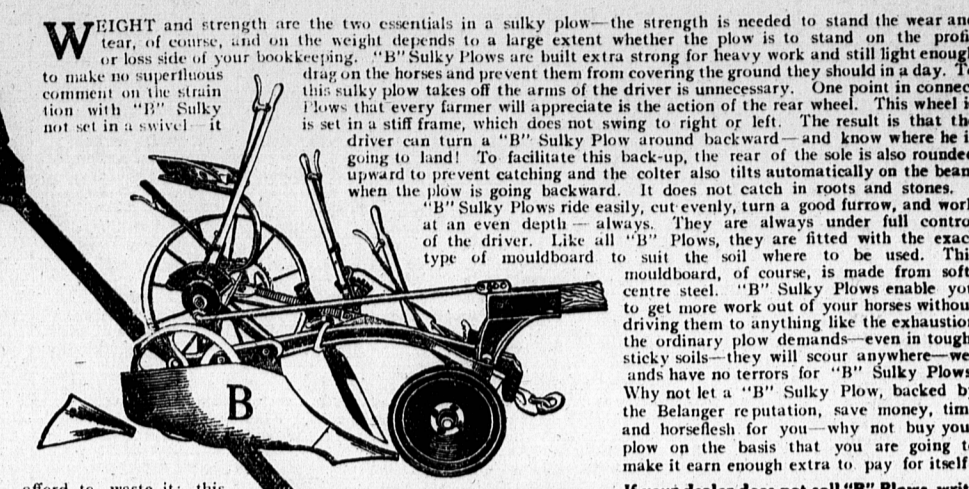 WEIGHT and strength are the two essentials in a sulky plow—the strength is needed to stand the wear and
tear, of course, and on the weight depends to a large extent whether the plow is to stand on the profi
or loss side of your bookkeeping. "B" Sulky Plows are built extra strong for heavy work and still light enough
to make no superfluous drag on the horses and prevent them from covering the ground they should in a day. T
comment on the strain this sulky plow takes off the arms of the driver is unnecessary. One point in connec
tion with "B" Sulky Plows that every farmer will appreciate is the action of the rear wheel. This wheel i
not set in a swivel—it is set in a stiff frame, which does not swing to right or left. The result is that the
driver can turn a "B" Sulky Plow around backward—and know where he i
going to land! To facilitate this back-up, the rear of the sole is also rounded
upward to prevent catching and the colter also tilts automatically on the beam
when the plow is going backward. It does not catch in roots and stones.
"B" Sulky Plows ride easily, cut evenly, turn a good furrow, and work
at an even depth — always. They are always under full contro
of the driver. Like all "B" Plows, they are fitted with the exac
type of mouldboard to suit the soil where to be used. Thi
mouldboard, of course, is made from soft
centre steel. "B" Sulky Plows enable you
to get more work out of your horses withou
driving them to anything like the exhaustion
the ordinary plow demands—even in tough
sticky soils—they will scour anywhere—we
ands have no terrors for "B" Sulky Plows
Why not let a "B" Sulky Plow, backed b
the Belanger reputation, save money, tim
and horseflesh for you—why not buy you
plow on the basis that you are going t
make it earn enough extra to pay for itself
B
afford to waste it; this